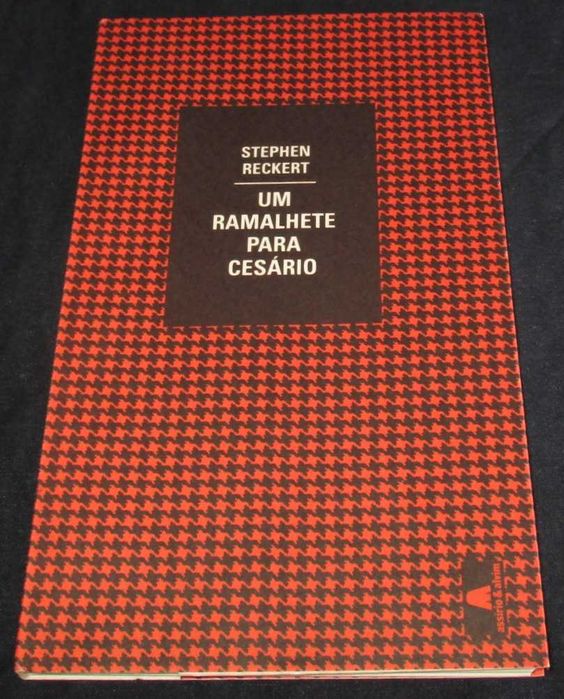 STEPHEN
RECKERT
UM
RAMALHETE
PARA
CESÁRIO
assírio & alvim